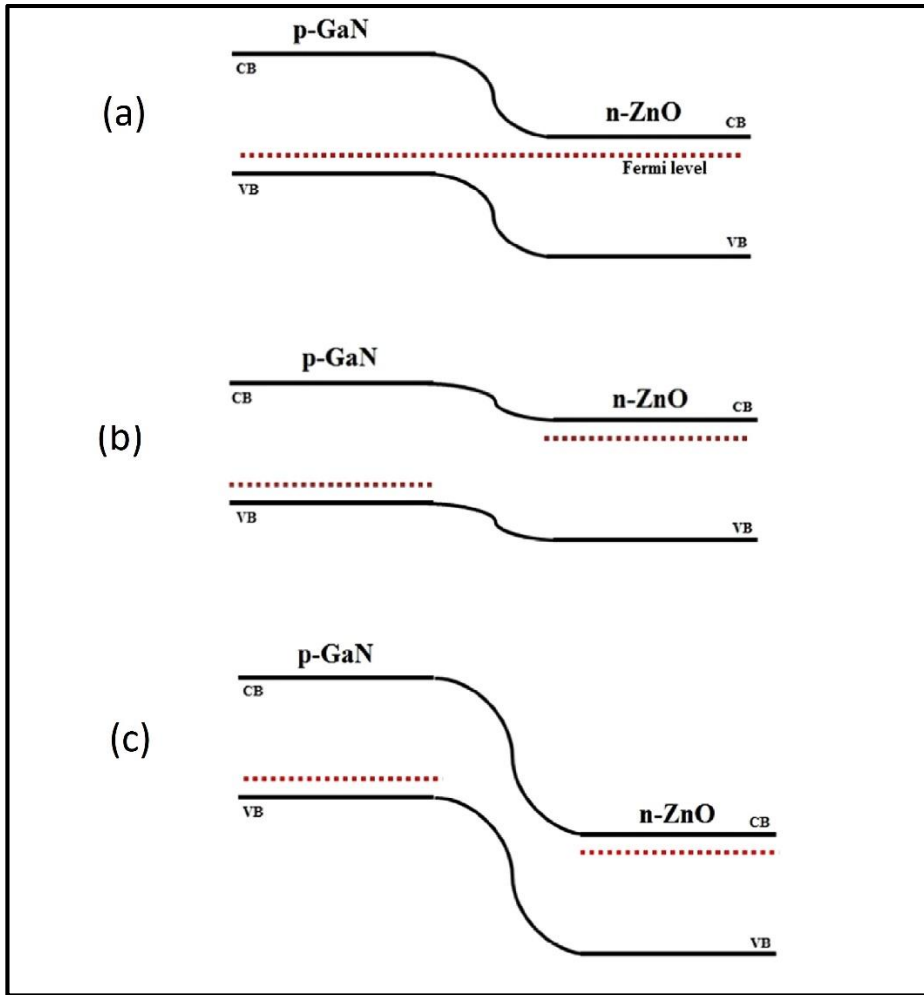 p-GaN
CB
(a)
n-ZnO
CB
Fermi level
VB
VB
p-GaN
CB
n-ZnO
CB
(b)
VB
VB
p-GaN
CB
(c)
VB
n-ZnO
CB
VB